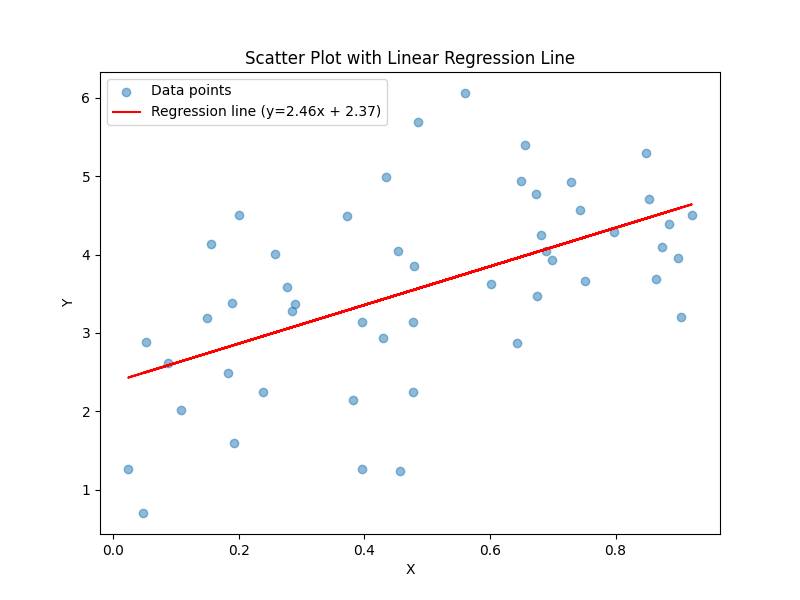 Scatter Plot with Linear Regression Line
Data points
Regression line (y=2.46x + 2.37)
6
5
4
3
2
1
Y
0.0 0.2 0.4 0.6 0.8
X